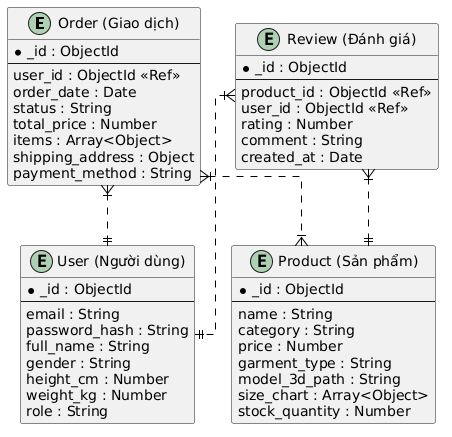 E Order (Giao dịch)
_id : ObjectId
user_id : ObjectId «Ref»
order_date : Date
status : String
total_price : Number
items : Array<Object>
shipping_address : Object
payment_method : String
E Review (Đánh giá)
_id : ObjectId
product_id : ObjectId «Ref»
user_id : ObjectId «Ref»
rating : Number
comment : String
created_at : Date
E User (Người dùng)
_id : ObjectId
email : String
password_hash : String
full_name : String
gender : String
height_cm : Number
weight_kg : Number
role : String
E Product (Sản phẩm)
_id : ObjectId
name : String
category : String
price : Number
garment_type : String
model_3d_path : String
size_chart : Array<Object>
stock_quantity : Number